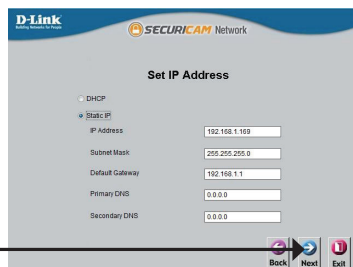 D-Link
Building Networks for People
SECURICAM Network
Set IP Address
DHCP
Static IP
IP Address 192.168.1.169
Subnet Mask 255.255.255.0
Default Gateway 192.168.1.1
Primary DNS 0.0.0.0
Secondary DNS 0.0.0.0
Back Next Exit